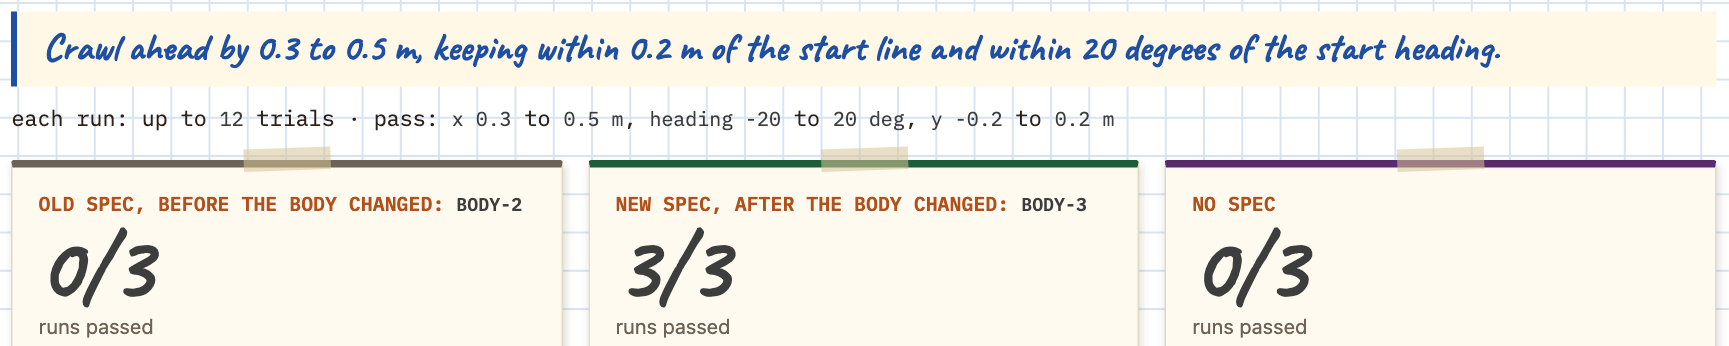 Crawl ahead by 0.3 to 0.5 m, keeping within 0.2 m of the start line and within 20 degrees of the start heading.
each run: up to 12 trials · pass: x 0.3 to 0.5 m, heading -20 to 20 deg, y -0.2 to 0.2 m
OLD SPEC, BEFORE THE BODY CHANGED: BODY-2
0/3
runs passed
NEW SPEC, AFTER THE BODY CHANGED: BODY-3
3/3
runs passed
NO SPEC
0/3
runs passed